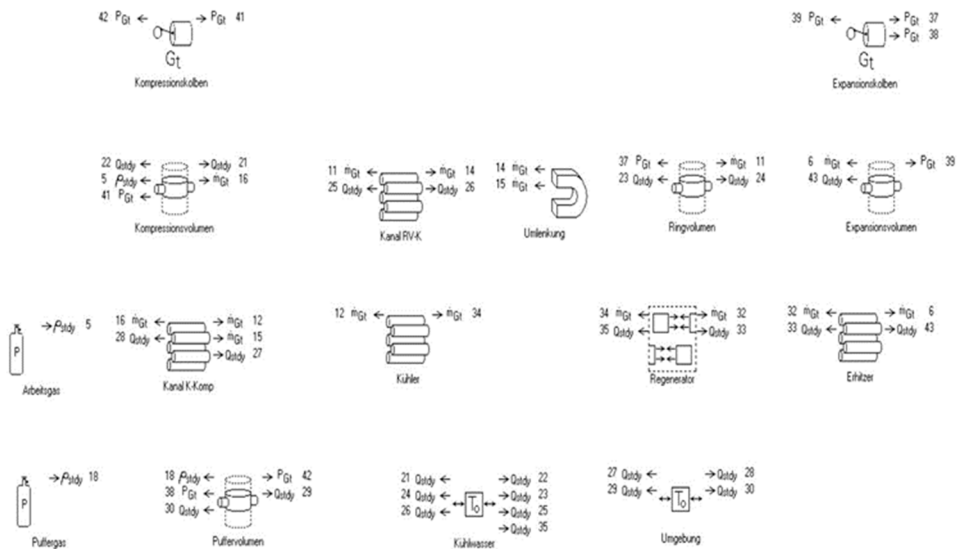 42 PGt PGt 41
Gt
Kompressionskolben
39 PGt PGt 37
PGt 38
Gt
Expansionskolben
22 Qstdy Qstdy 21
5 ρstdy ṁGt 16
41 PGt
Kompressionsvolumen
11 ṁGt ṁGt 14
25 Qstdy Qstdy 26
Kanal RV-K
14 ṁGt
15 ṁGt
Umlenkung
37 PGt ṁGt 11
23 Qstdy Qstdy 24
Ringvolumen
6 ṁGt PGt 39
43 Qstdy
Expansionsvolumen
P
ρstdy 5
Arbeitsgas
16 ṁGt ṁGt 12
28 Qstdy ṁGt 15
Qstdy 27
Kanal K-Komp
12 ṁGt ṁGt 34
Kühler
34 ṁGt ṁGt 32
35 Qstdy Qstdy 33
Regenerator
32 ṁGt ṁGt 6
33 Qstdy Qstdy 43
Erhitzer
P
ρstdy 18
Puffergas
18 ρstdy PGt 42
38 PGt Qstdy 29
30 Qstdy
Puffervolumen
21 Qstdy Qstdy 22
24 Qstdy To Qstdy 23
26 Qstdy Qstdy 25
Qstdy 35
Kühlwasser
27 Qstdy Qstdy 28
29 Qstdy To Qstdy 30
Umgebung